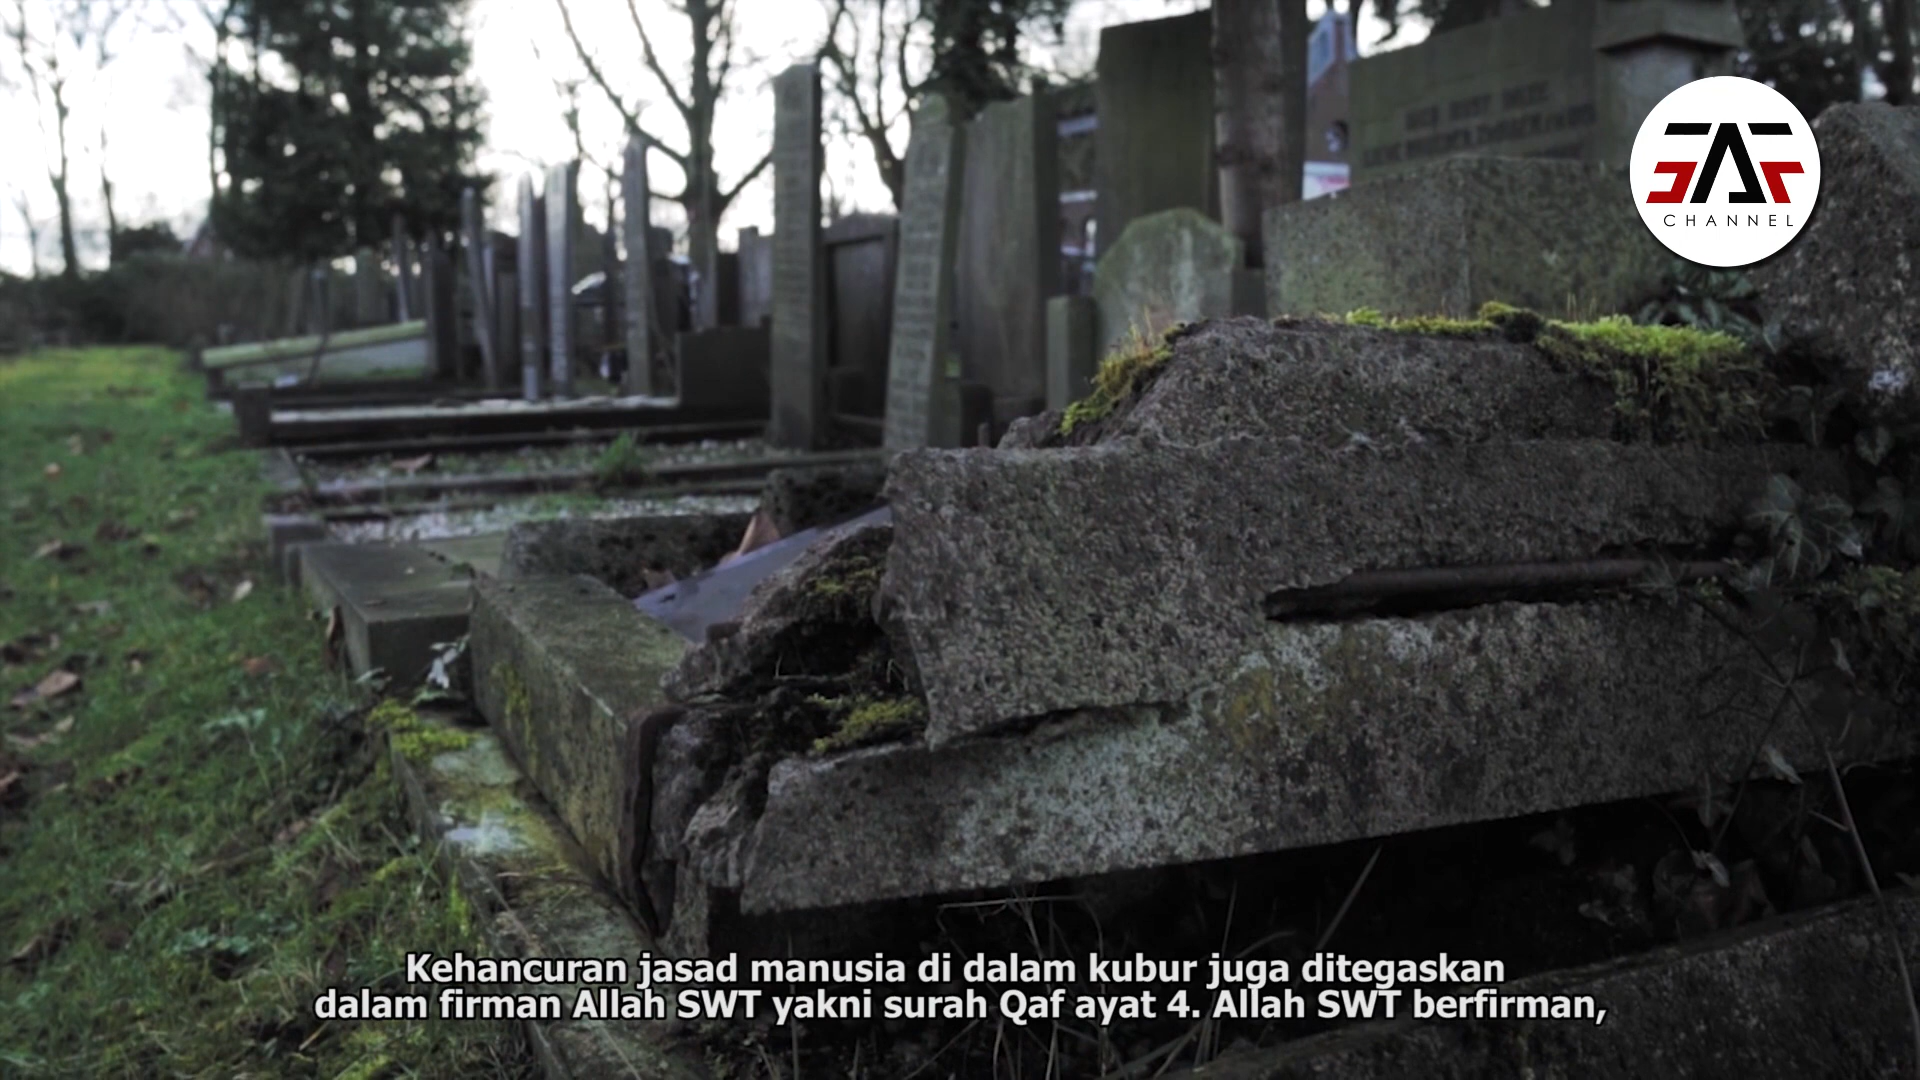 CHANNEL
Kehancuran jasad manusia di dalam kubur juga ditegaskan
dalam firman Allah SWT yakni surah Qaf ayat 4. Allah SWT berfirman,